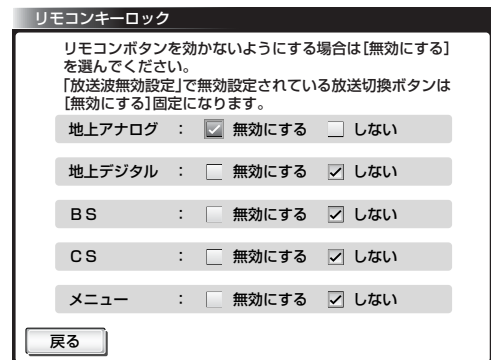 リモコンキーロック
リモコンボタンを効かないようにする場合は[無効にする]
を選んでください。
「放送波無効設定」で無効設定されている放送切換ボタンは
[無効にする]固定になります。
地上アナログ : 無効にする しない
地上デジタル : 無効にする しない
BS : 無効にする しない
CS : 無効にする しない
メニュー : 無効にする しない
戻る